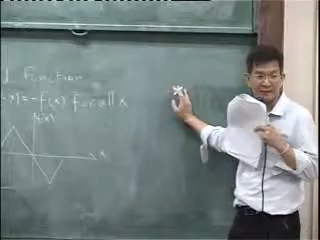 d Function
-x)=-f(x) for all x
f(x)
x